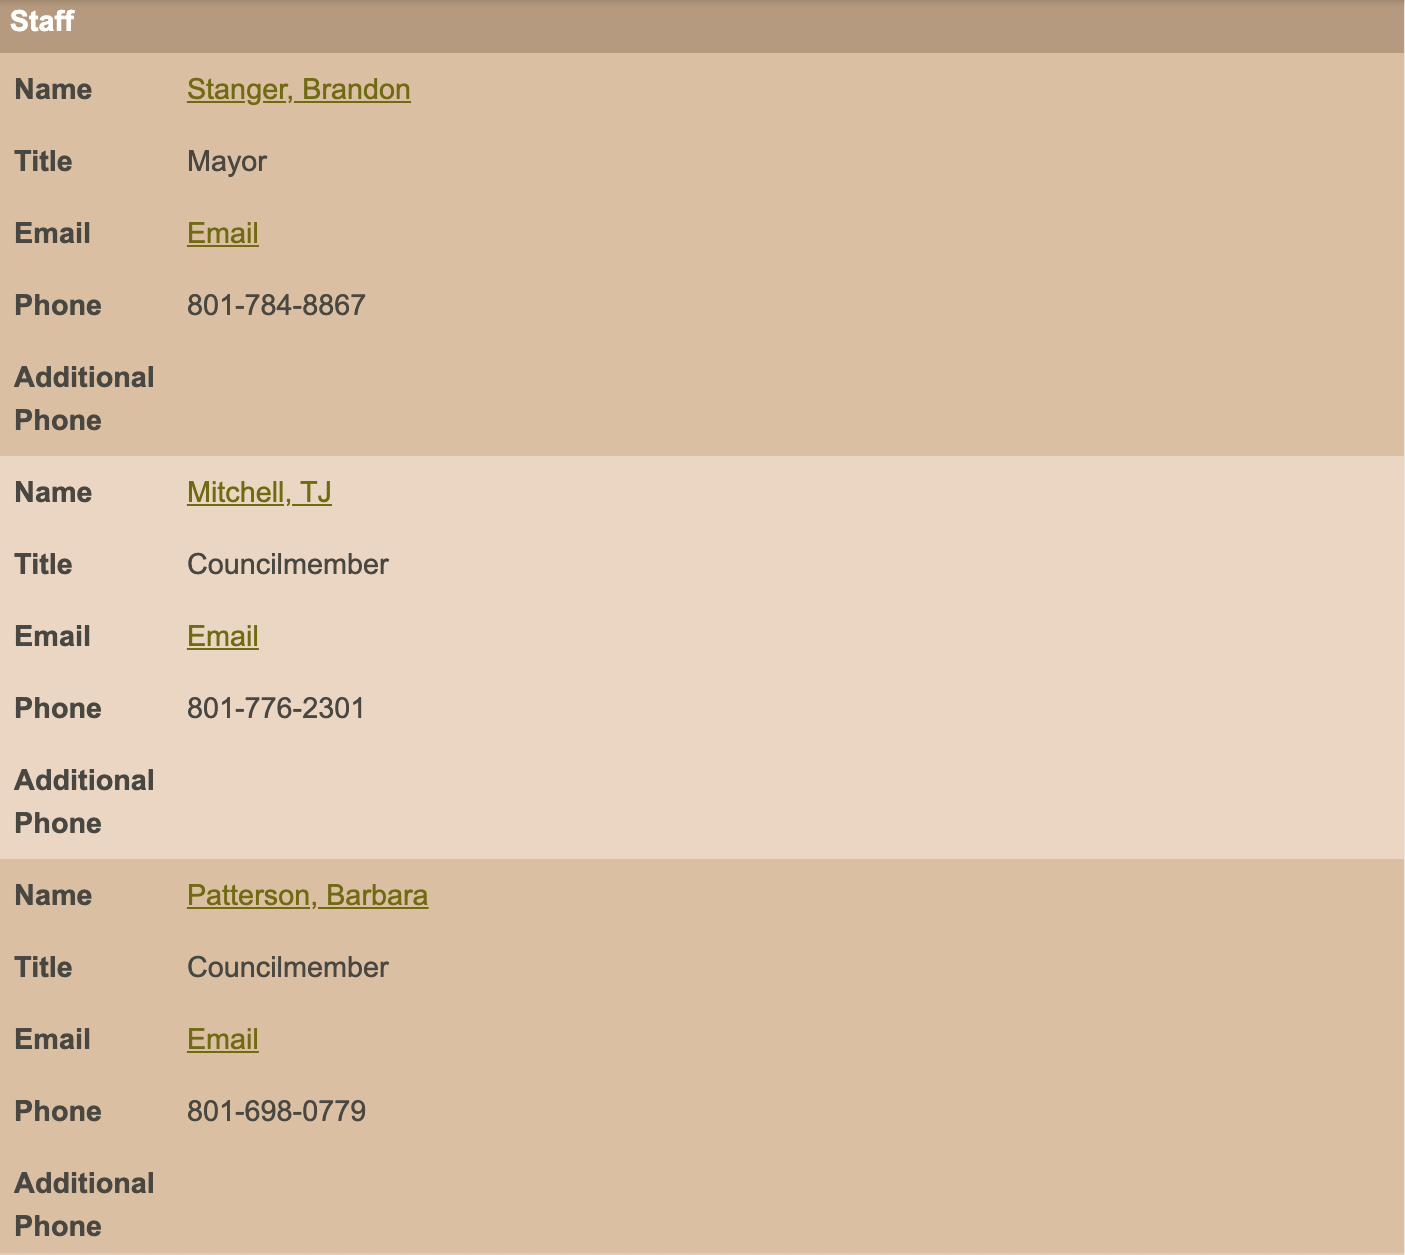 Staff
Name Stanger, Brandon
Title Mayor
Email Email
Phone 801-784-8867
Additional
Phone
Name Mitchell, TJ
Title Councilmember
Email Email
Phone 801-776-2301
Additional
Phone
Name Patterson, Barbara
Title Councilmember
Email Email
Phone 801-698-0779
Additional
Phone